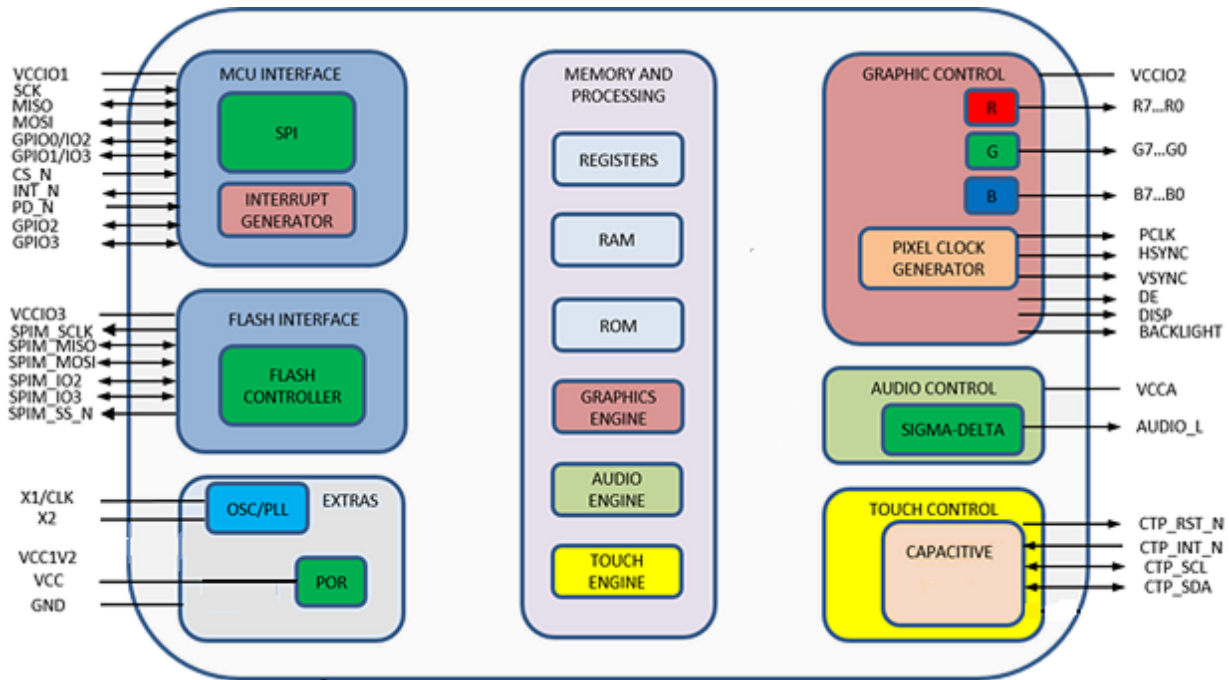 VCCIO1
SCK
MISO
MOSI
GPIO0/IO2
GPIO1/IO3
CS_N
INT_N
PD_N
GPIO2
GPIO3
MCU INTERFACE
SPI
INTERRUPT
GENERATOR
VCCIO3
SPIM_SCLK
SPIM_MISO
SPIM_MOSI
SPIM_IO2
SPIM_IO3
SPIM_SS_N
FLASH INTERFACE
FLASH
CONTROLLER
X1/CLK
X2
VCC1V2
VCC
GND
OSC/PLL
EXTRAS
POR
MEMORY AND
PROCESSING
REGISTERS
RAM
ROM
GRAPHICS
ENGINE
AUDIO
ENGINE
TOUCH
ENGINE
GRAPHIC CONTROL
R
G
B
PIXEL CLOCK
GENERATOR
VCCIO2
R7...R0
G7...G0
B7...B0
PCLK
HSYNC
VSYNC
DE
DISP
BACKLIGHT
AUDIO CONTROL
SIGMA-DELTA
VCCA
AUDIO_L
TOUCH CONTROL
CAPACITIVE
CTP_RST_N
CTP_INT_N
CTP_SCL
CTP_SDA